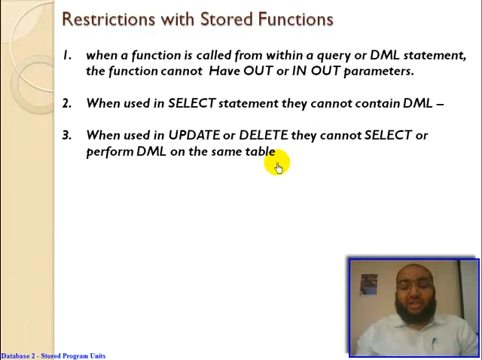 Restrictions with Stored Functions
1. when a function is called from within a query or DML statement,
the function cannot Have OUT or IN OUT parameters.
2. When used in SELECT statement they cannot contain DML –
3. When used in UPDATE or DELETE they cannot SELECT or
perform DML on the same table
Database 2 - Stored Program Units